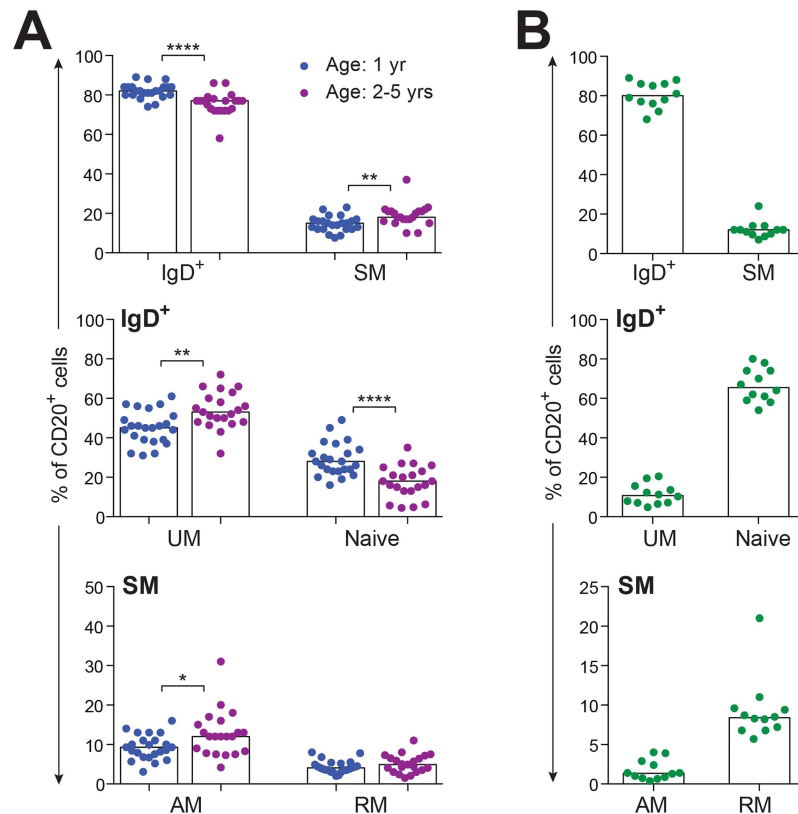 A
B
100
80
60
40
20
0
****
**
Age: 1 yr
Age: 2-5 yrs
IgD+
SM
100
80
60
40
20
0
IgD+
SM
% of CD20+ cells
IgD+
100
80
60
40
20
0
**
****
UM
Naive
% of CD20+ cells
IgD+
100
80
60
40
20
0
UM
Naive
SM
50
40
30
20
10
0
*
AM
RM
SM
25
20
15
10
5
0
AM
RM